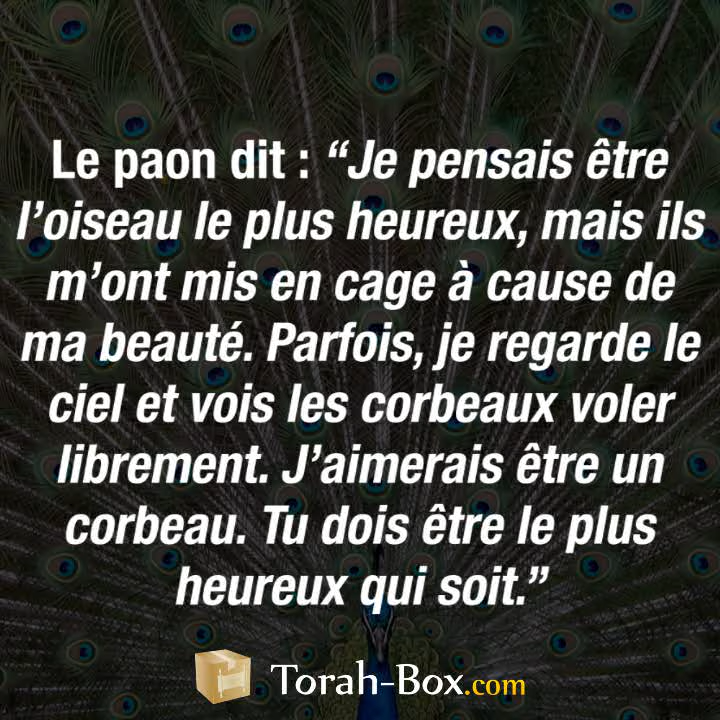 Le paon dit : “Je pensais être
l’oiseau le plus heureux, mais ils
m’ont mis en cage à cause de
ma beauté. Parfois, je regarde le
ciel et vois les corbeaux voler
librement. J’aimerais être un
corbeau. Tu dois être le plus
heureux qui soit.”
Torah-Box.com